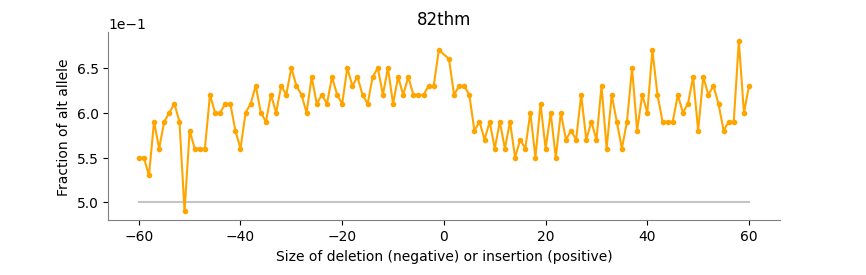 82thm
1e−1
6.5
6.0
5.5
5.0
Fraction of alt allele
−60 −40 −20 0 20 40 60
Size of deletion (negative) or insertion (positive)